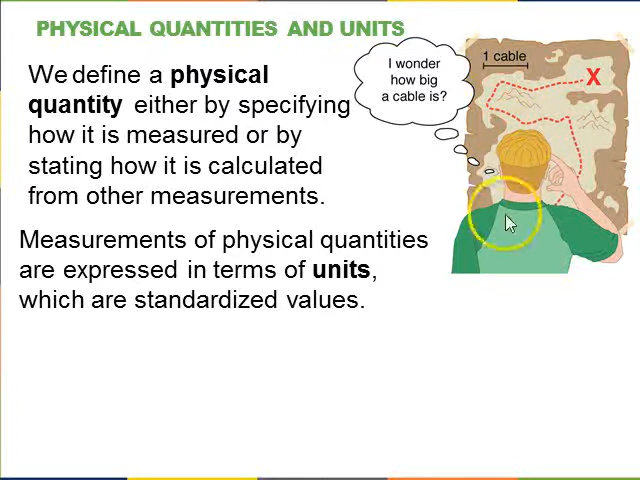 PHYSICAL QUANTITIES AND UNITS
We define a physical
quantity either by specifying
how it is measured or by
stating how it is calculated
from other measurements.
I wonder
how big
a cable is?
1 cable
X
Measurements of physical quantities
are expressed in terms of units,
which are standardized values.